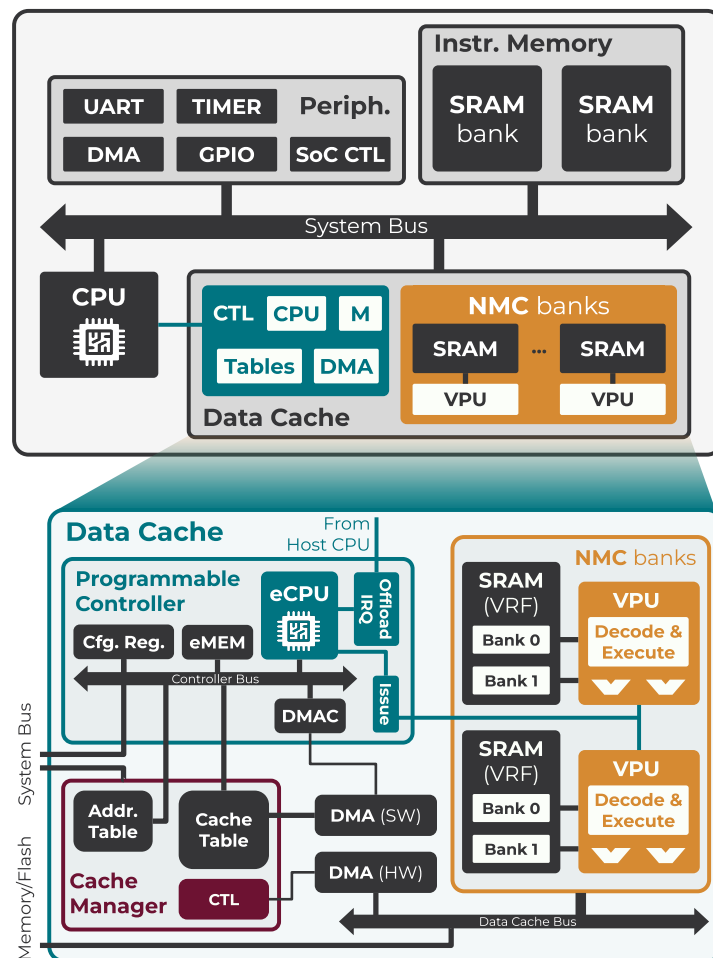 Instr. Memory
SRAM
bank
SRAM
bank
UART
TIMER
Periph.
DMA
GPIO
SoC CTL
System Bus
CPU
CTL
CPU
M
Tables
DMA
Data Cache
NMC banks
SRAM
...
SRAM
VPU
VPU
Data Cache
From
Host CPU
Programmable
Controller
eCPU
Offload
IRQ
Cfg. Reg.
eMEM
Controller Bus
DMAC
Issue
NMC banks
SRAM
(VRF)
Bank 0
Bank 1
VPU
Decode &
Execute
SRAM
(VRF)
Bank 0
Bank 1
VPU
Decode &
Execute
System Bus
Addr.
Table
Cache
Table
DMA (SW)
Cache
Manager
CTL
DMA (HW)
Memory/Flash
Data Cache Bus